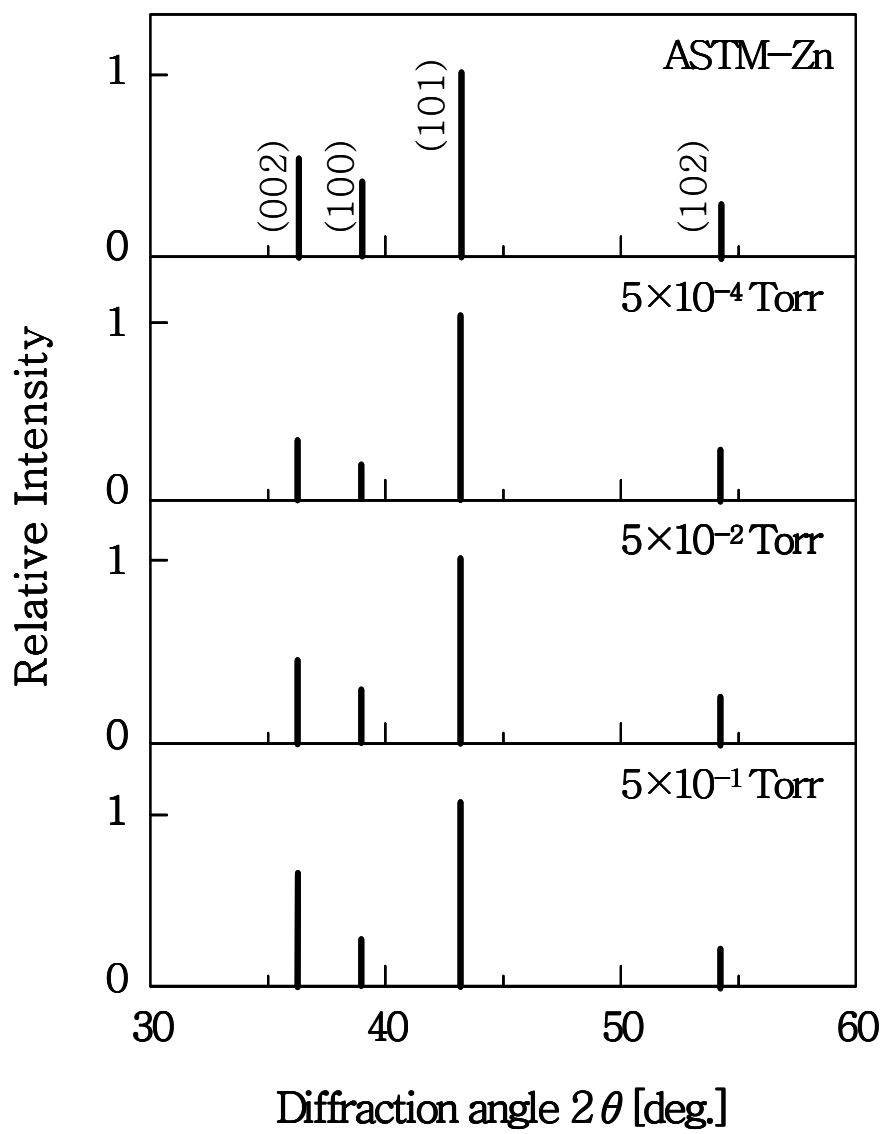 ASTM−Zn
1
(002)
(100)
(101)
(102)
0
5×10⁻⁴ Torr
1
0
5×10⁻² Torr
1
0
5×10⁻¹ Torr
1
0
30 40 50 60
Relative Intensity
Diffraction angle 2θ [deg.]